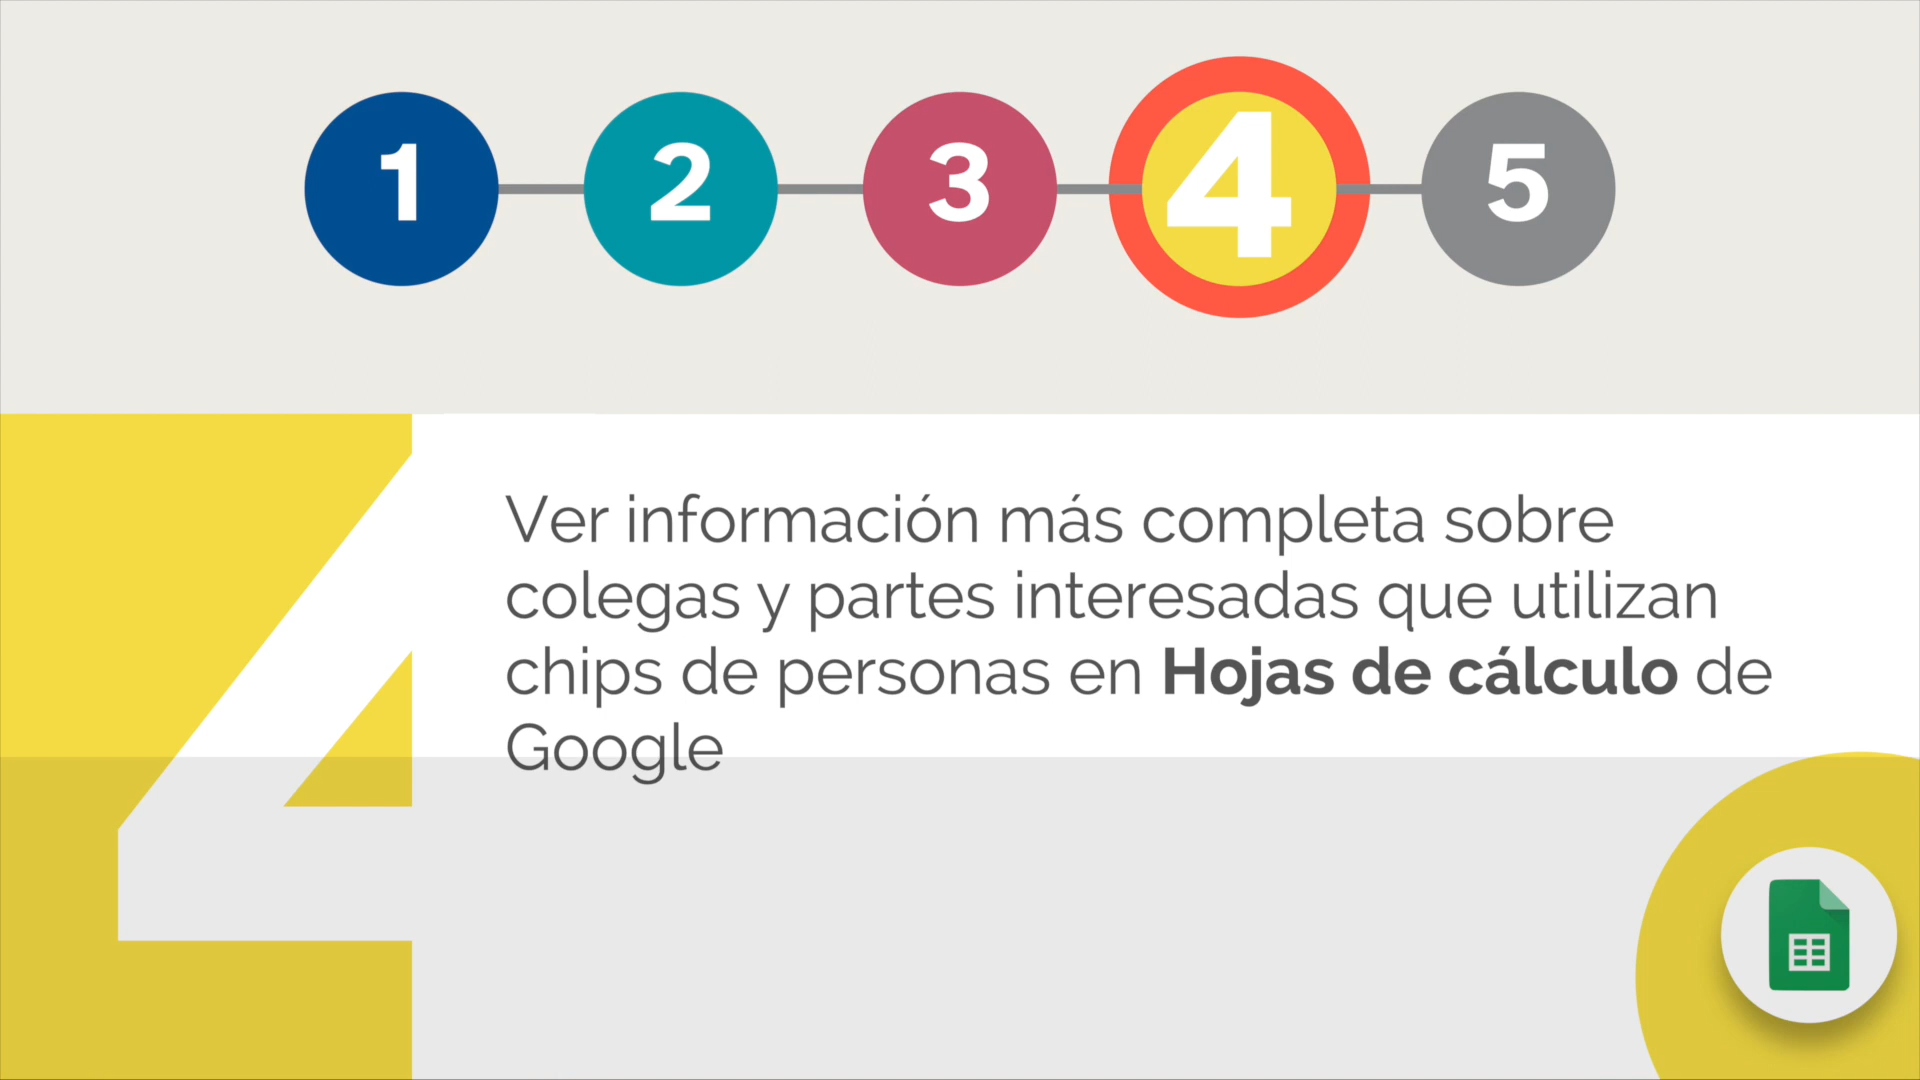 1 2 3 4 5
4
Ver información más completa sobre
colegas y partes interesadas que utilizan
chips de personas en Hojas de cálculo de
Google